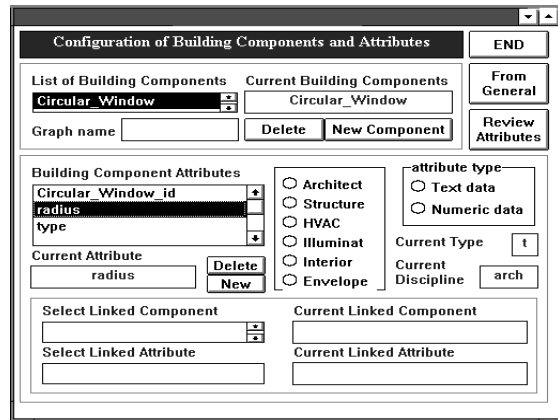 Configuration of Building Components and Attributes
END
List of Building Components
Current Building Components
From
General
Circular_Window
Circular_Window
Graph name
Delete
New Component
Review
Attributes
Building Component Attributes
Circular_Window_id
radius
type
Architect
Structure
HVAC
Illuminat
Interior
Envelope
attribute type
Text data
Numeric data
Current Attribute
radius
Delete
New
Current Type
t
Current
Discipline
arch
Select Linked Component
Current Linked Component
Select Linked Attribute
Current Linked Attribute